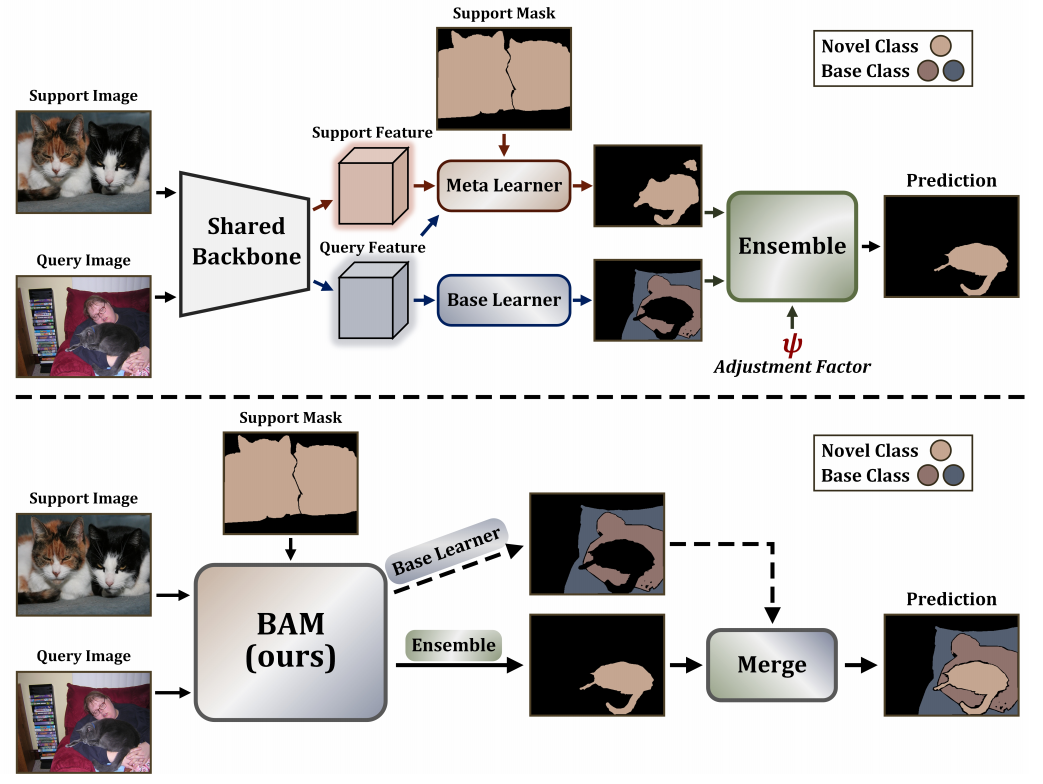 Support Mask
Novel Class
Base Class
Support Image
Support Feature
Meta Learner
Prediction
Shared
Backbone
Ensemble
Query Feature
Query Image
Base Learner
ψ
Adjustment Factor
Support Mask
Novel Class
Base Class
Support Image
Base Learner
BAM
(ours)
Prediction
Ensemble
Query Image
Merge